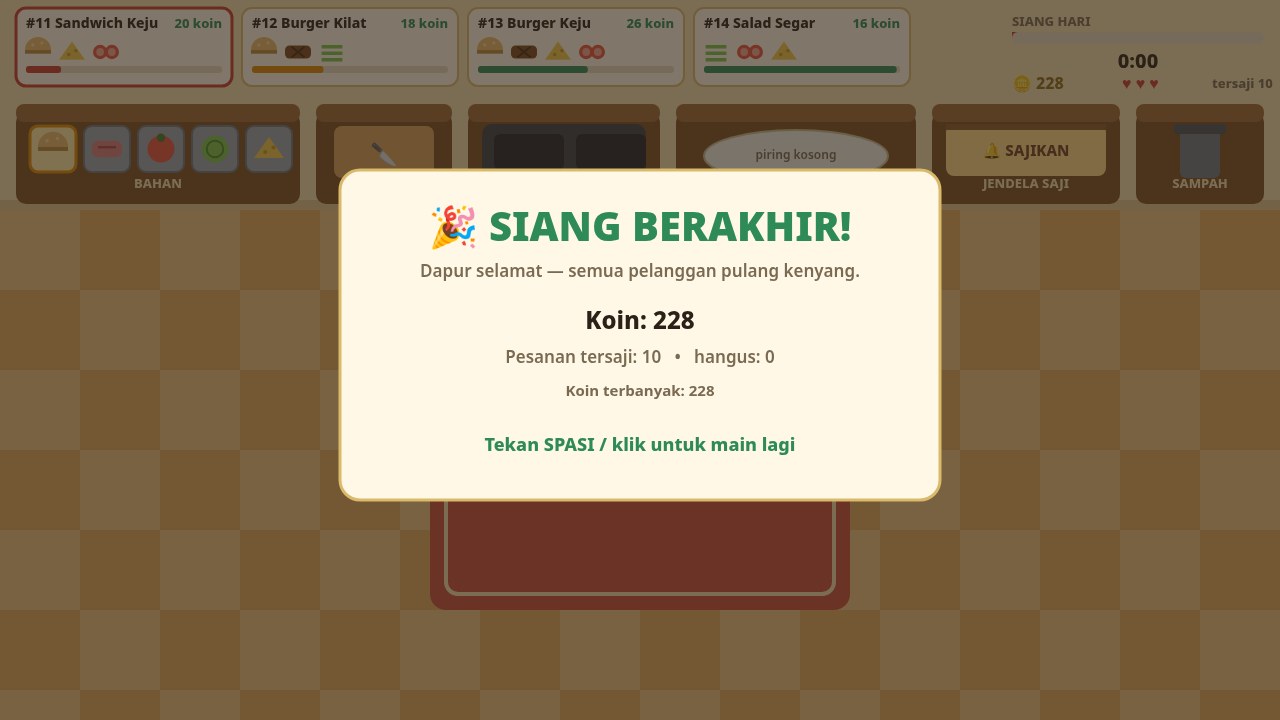 #11 Sandwich Keju 20 koin
#12 Burger Kilat 18 koin
#13 Burger Keju 26 koin
#14 Salad Segar 16 koin
SIANG HARI
0:00
228 ♥ ♥ ♥ tersaji 10
piring kosong
🔔 SAJIKAN
BAHAN
JENDELA SAJI
SAMPAH
🎉 SIANG BERAKHIR!
Dapur selamat — semua pelanggan pulang kenyang.
Koin: 228
Pesanan tersaji: 10 • hangus: 0
Koin terbanyak: 228
Tekan SPASI / klik untuk main lagi